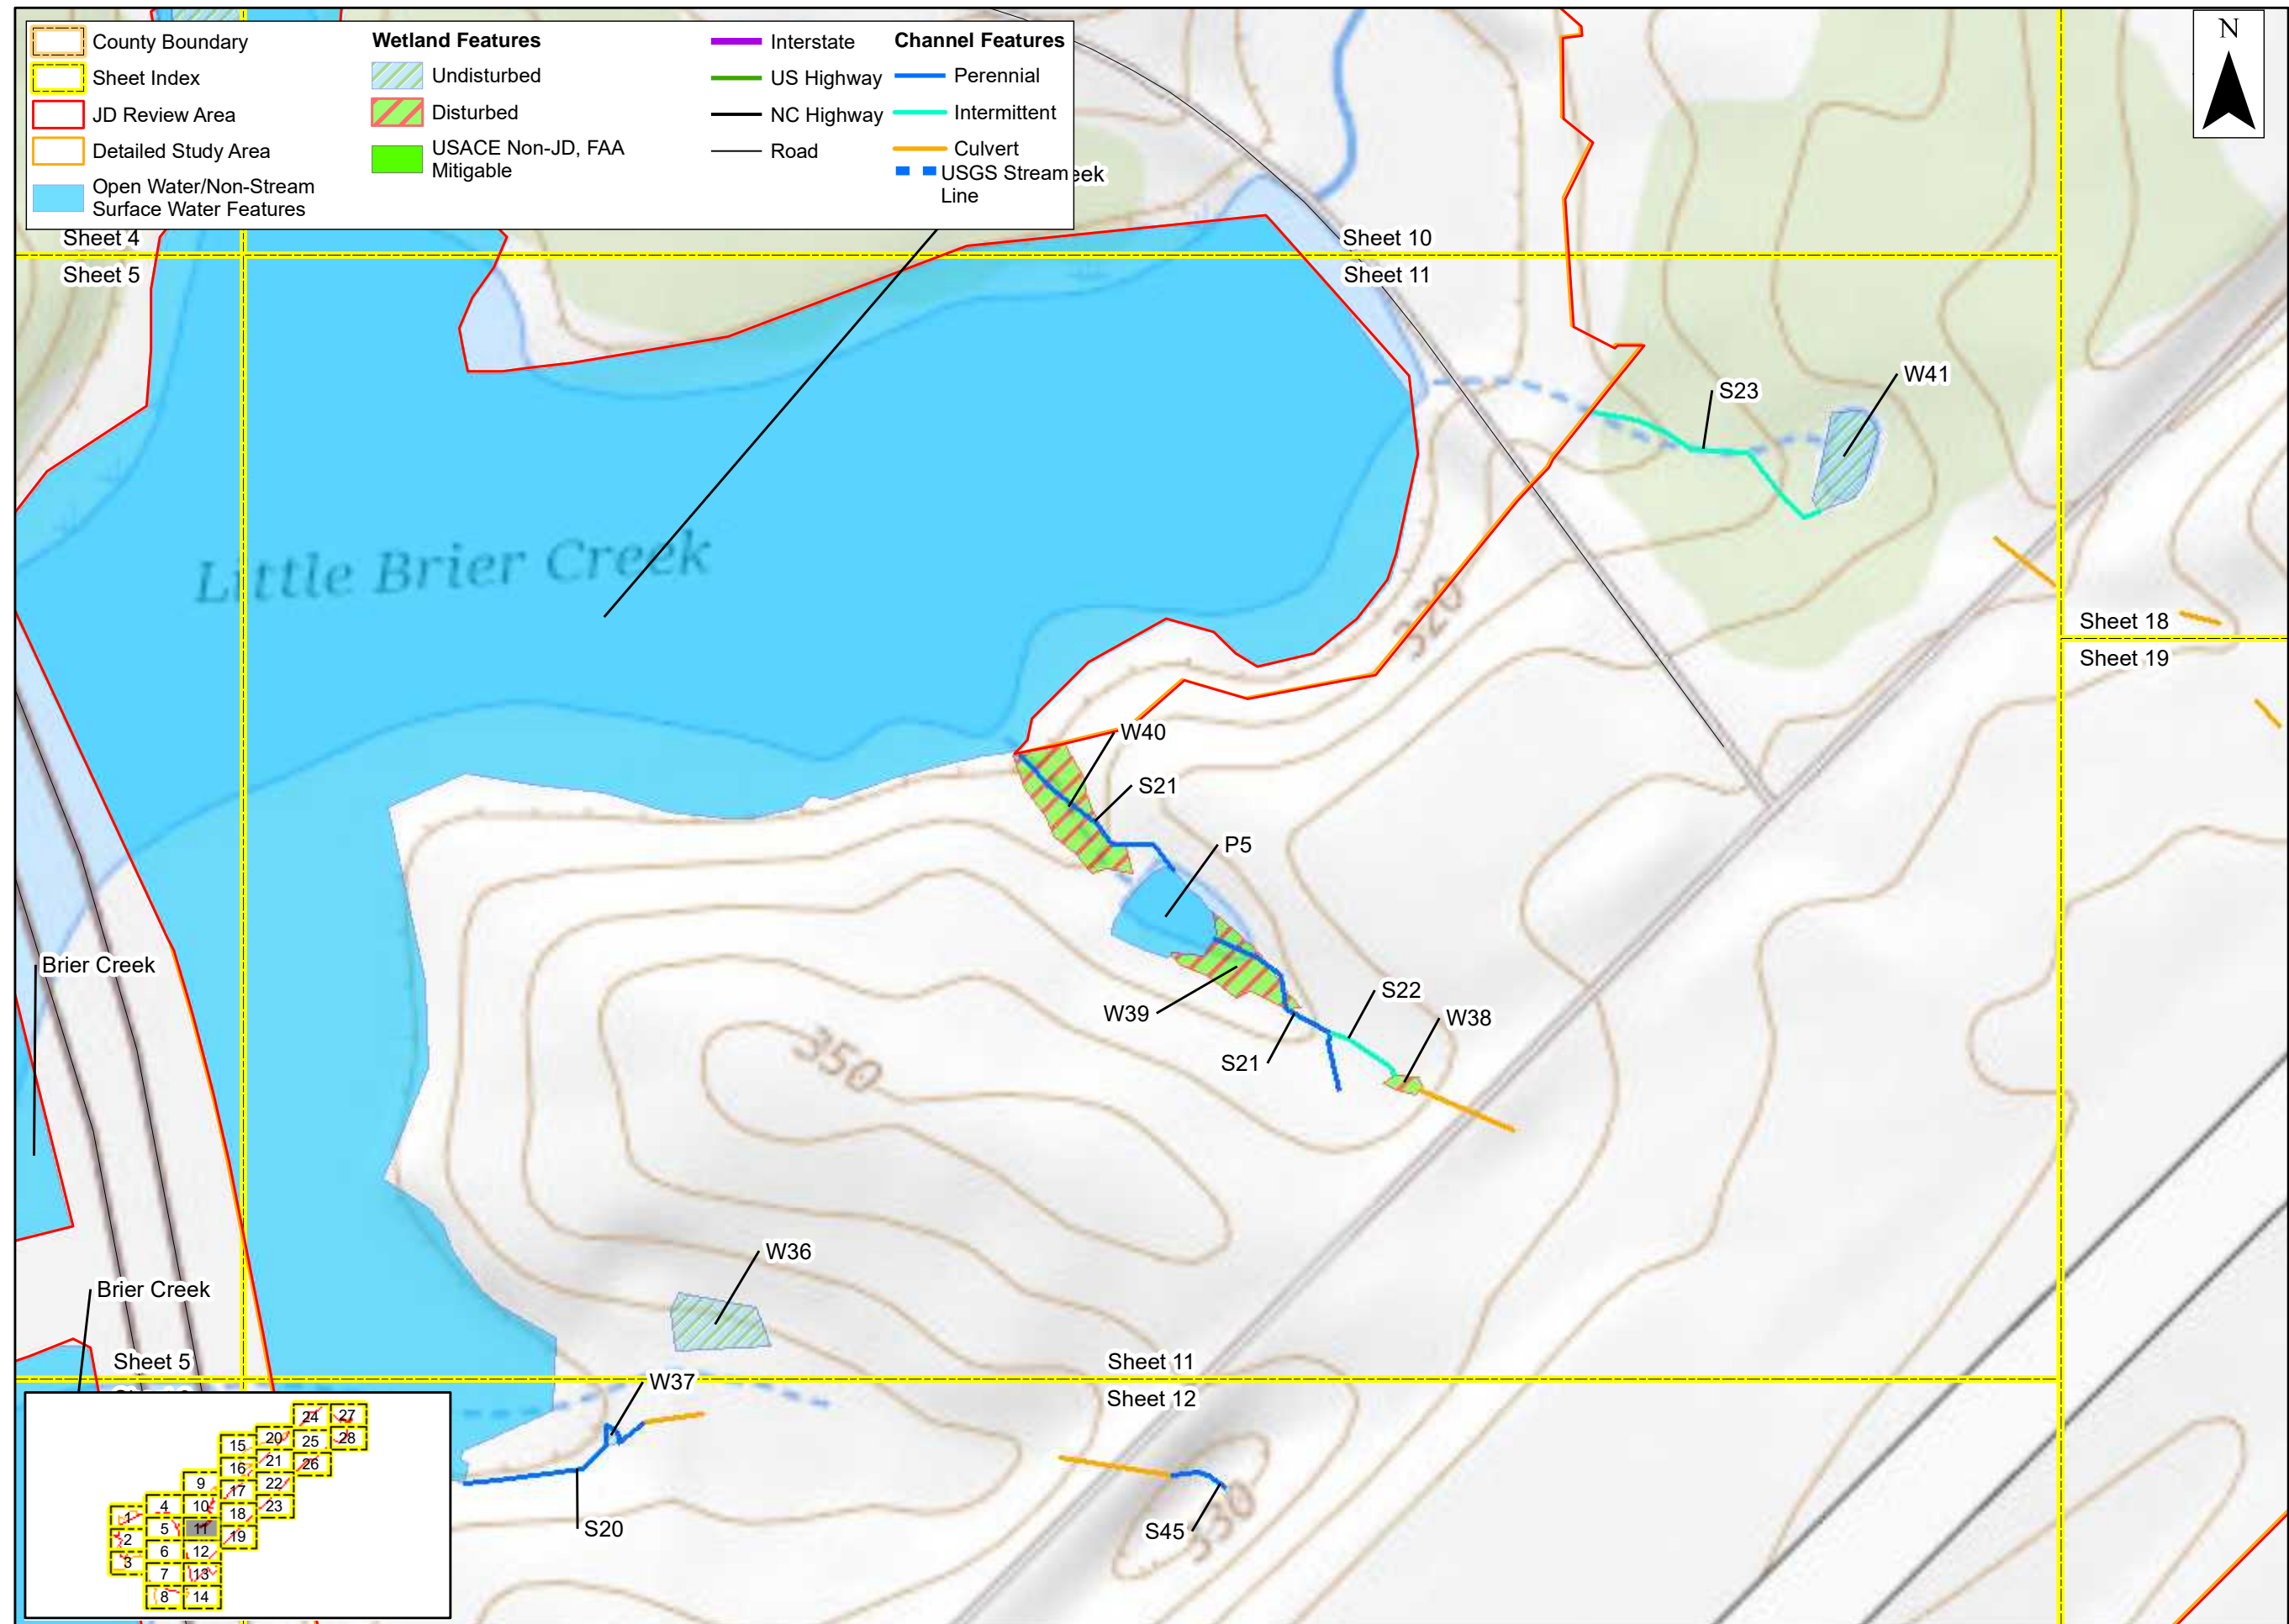 County Boundary
Sheet Index
JD Review Area
Detailed Study Area
Open Water/Non-Stream
Surface Water Features
Wetland Features
Undisturbed
Disturbed
USACE Non-JD, FAA
Mitigable
Interstate
US Highway
NC Highway
Road
Channel Features
Perennial
Intermittent
Culvert
USGS Stream
Line
eek
N
Sheet 4
Sheet 5
Sheet 10
Sheet 11
S23
W41
Little Brier Creek
320
Sheet 18
Sheet 19
W40
S21
P5
Brier Creek
W39
S22
W38
S21
350
W36
Brier Creek
Sheet 5
Sheet 11
Sheet 12
W37
S20
S45
330
24
27
15
20
25
28
16
21
26
9
17
22
4
10
18
23
1
5
11
19
2
6
12
3
7
13
8
14